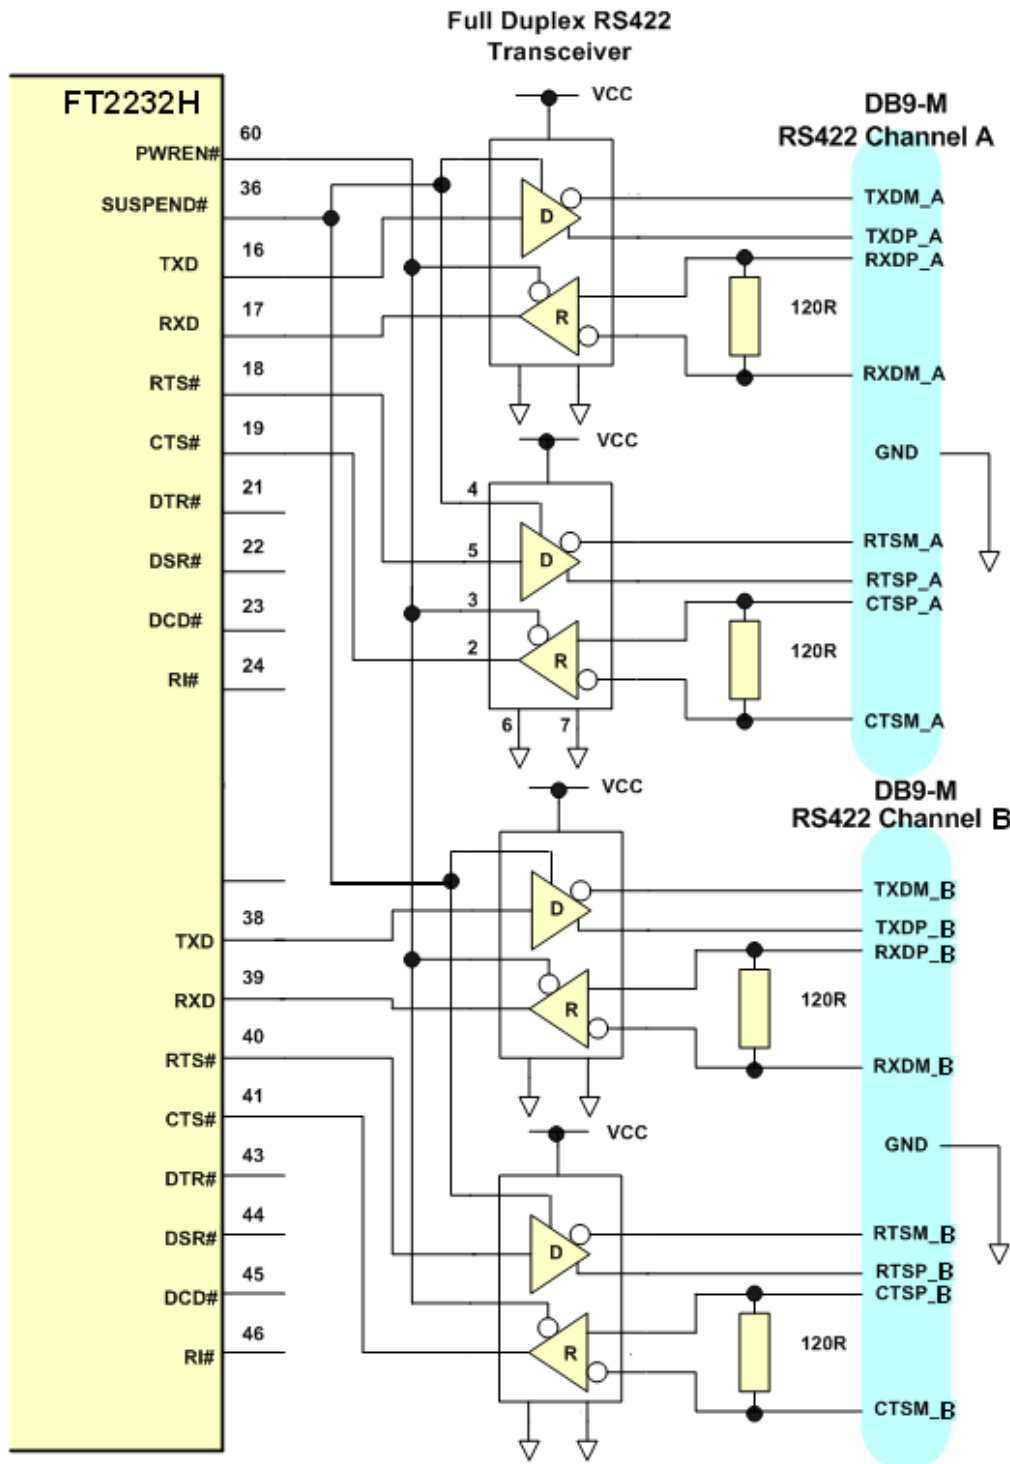 Full Duplex RS422
Transceiver
FT2232H
VCC
DB9-M
RS422 Channel A
60
PWREN#
36
SUSPEND#
D
TXDM_A
16
TXD
TXDP_A
RXDP_A
17
RXD
R
120R
18
RTS#
RXDM_A
19
CTS#
VCC
GND
21
DTR#
4
22
DSR#
5
D
RTSM_A
RTSP_A
23
DCD#
3
CTSP_A
24
RI#
2
R
120R
6
7
CTSM_A
VCC
DB9-M
RS422 Channel B
D
TXDM_B
38
TXD
TXDP_B
RXDP_B
39
RXD
R
120R
40
RTS#
RXDM_B
41
CTS#
VCC
GND
43
DTR#
44
DSR#
D
RTSM_B
RTSP_B
45
DCD#
CTSP_B
46
RI#
R
120R
CTSM_B